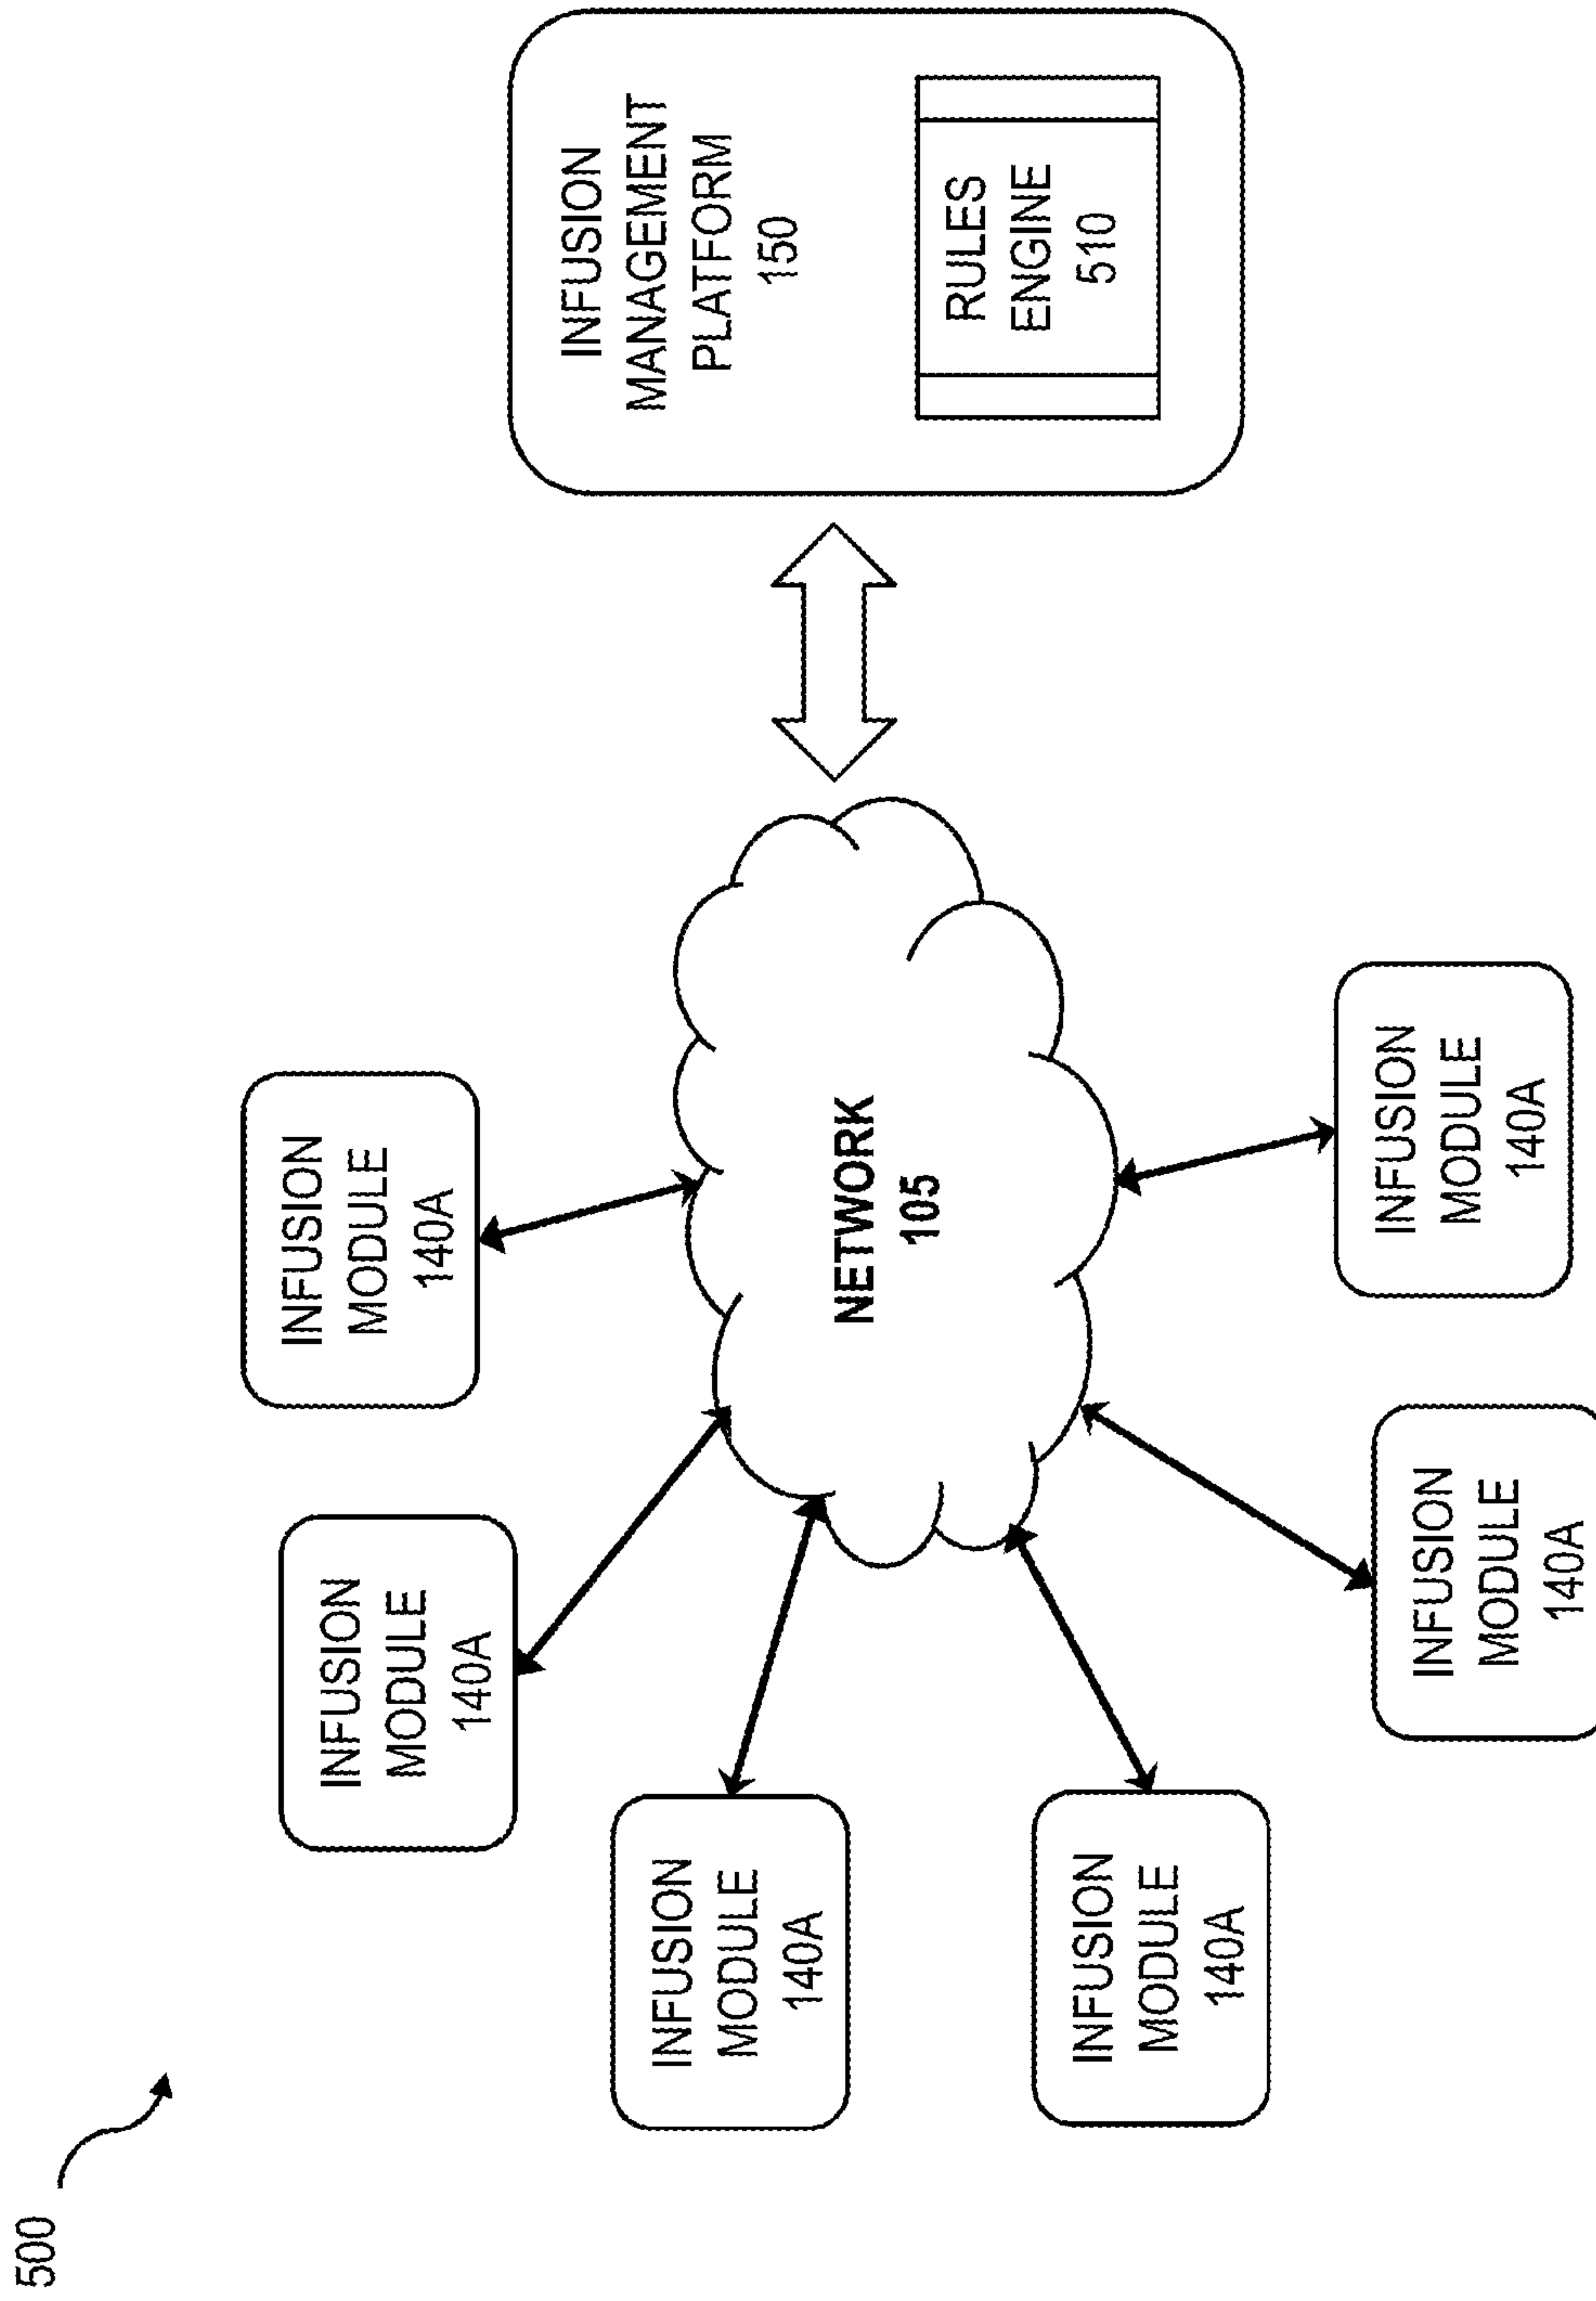 500
INFUSION
MODULE
140A
INFUSION
MODULE
140A
INFUSION
MODULE
140A
INFUSION
MODULE
140A
INFUSION
MODULE
140A
INFUSION
MODULE
140A
NETWORK
105
INFUSION
MANAGEMENT
PLATFORM
150
RULES
ENGINE
510